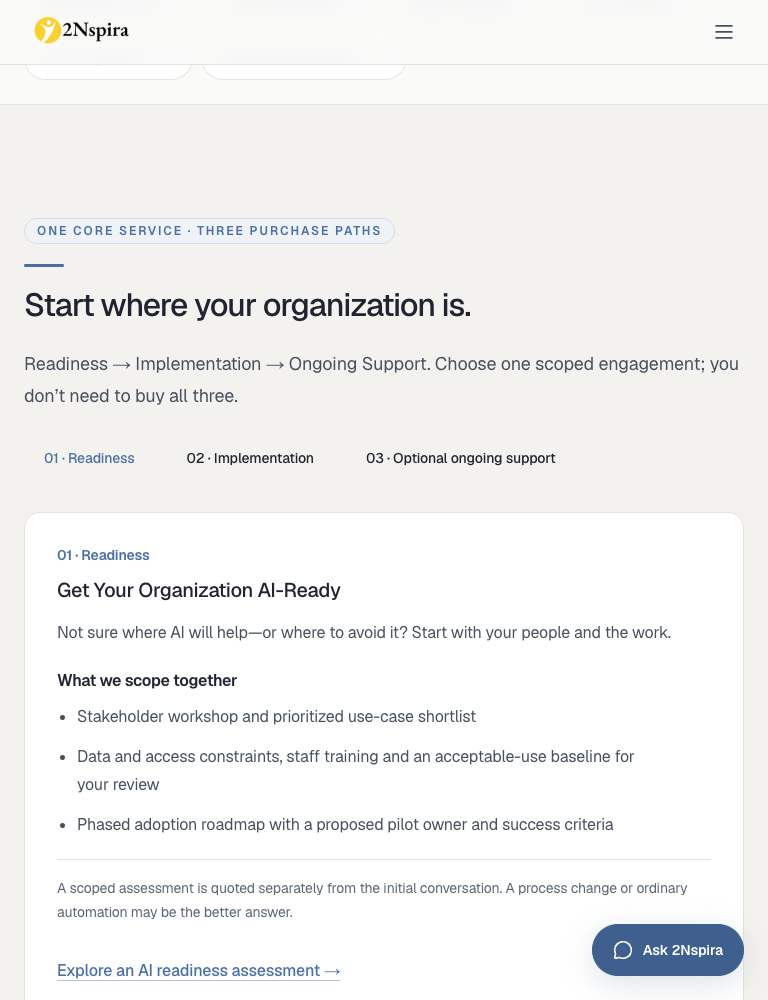 2Nspira
ONE CORE SERVICE · THREE PURCHASE PATHS
Start where your organization is.
Readiness → Implementation → Ongoing Support. Choose one scoped engagement; you
don’t need to buy all three.
01 · Readiness
02 · Implementation
03 · Optional ongoing support
01 · Readiness
Get Your Organization AI-Ready
Not sure where AI will help—or where to avoid it? Start with your people and the work.
What we scope together
• Stakeholder workshop and prioritized use-case shortlist
• Data and access constraints, staff training and an acceptable-use baseline for
your review
• Phased adoption roadmap with a proposed pilot owner and success criteria
A scoped assessment is quoted separately from the initial conversation. A process change or ordinary
automation may be the better answer.
Ask 2Nspira
Explore an AI readiness assessment →